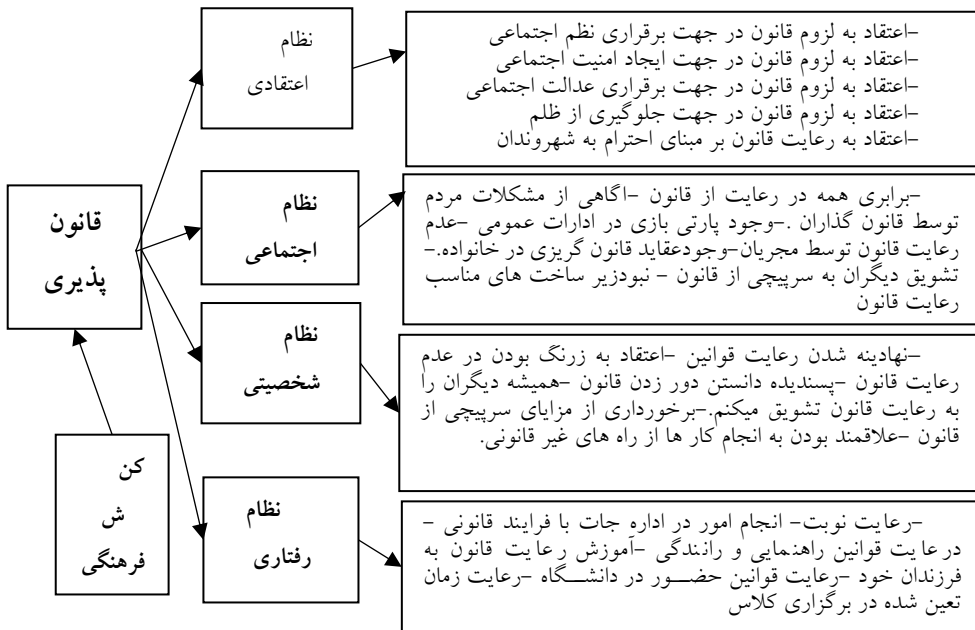 نظام
اعتقادی
–اعتقاد به لزوم قانون در جهت برقراری نظم اجتماعی
–اعتقاد به لزوم قانون در جهت ایجاد امنیت اجتماعی
–اعتقاد به لزوم قانون در جهت برقراری عدالت اجتماعی
–اعتقاد به لزوم قانون در جهت جلوگیری از ظلم
–اعتقاد به رعایت قانون بر مبنای احترام به شهروندان
قانون
پذیری
نظام
اجتماعی
–برابری همه در رعایت از قانون –اگاهی از مشکلات مردم
توسط قانون گذاران .–وجود پارتی بازی در ادارات عمومی –عدم
رعایت قانون توسط مجریان–وجودعقاید قانون گریزی در خانواده.–
تشویق دیگران به سرپیچی از قانون – نبودزیر ساخت های مناسب
رعایت قانون
نظام
شخصیتی
–نهادینه شدن رعایت قوانین –اعتقاد به زرنگ بودن در عدم
رعایت قانون –پسندیده دانستن دور زدن قانون –همیشه دیگران را
به رعایت قانون تشویق میکنم.–برخورداری از مزایای سرپیچی از
قانون –علاقمند بودن به انجام کار ها از راه های غیر قانونی.
کن
ش
فرهنگی
نظام
رفتاری
–رعایت نوبت– انجام امور در اداره جات با فرایند قانونی –
درعایت قوانین راهنمایی و رانندگی –آموزش رعایت قانون به
فرزندان خود –رعایت قوانین حضـــور در دانشـــگاه –رعایت زمان
تعین شده در برگزاری کلاس